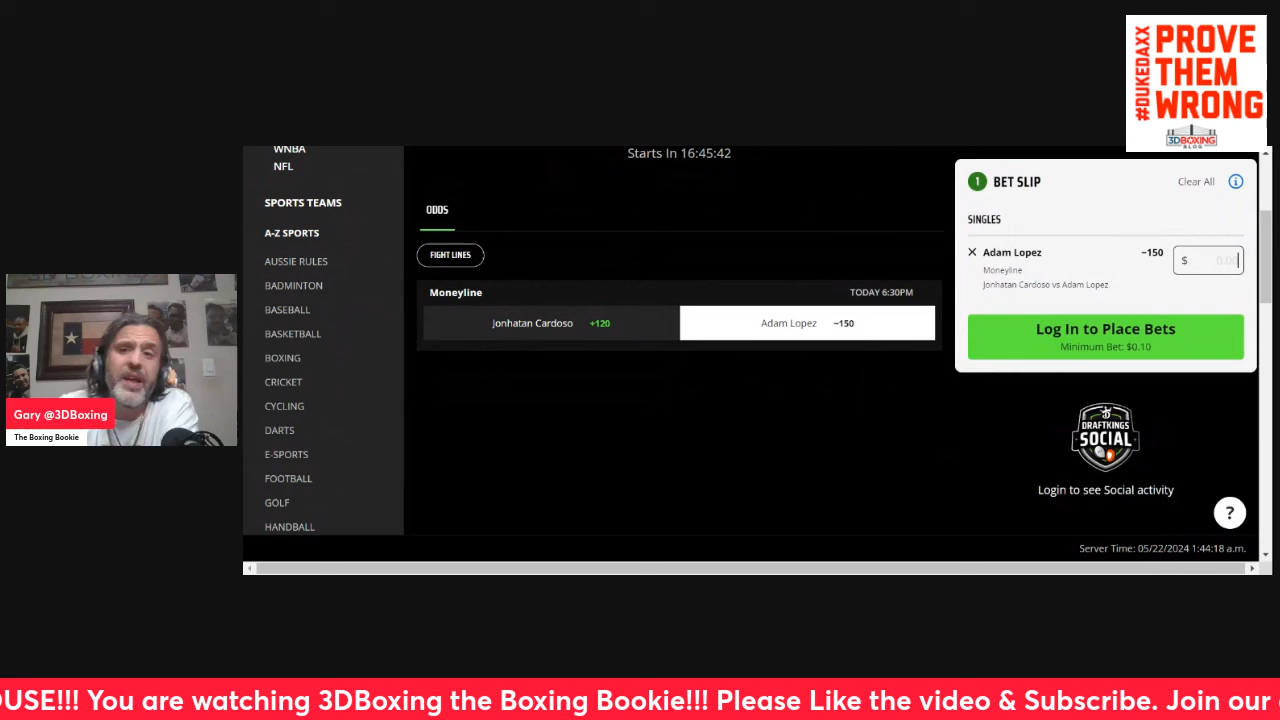 #DUKEDAXX
PROVE
THEM
WRONG
3DBOXING
BLOG
WNBA
NFL
SPORTS TEAMS
A-Z SPORTS
AUSSIE RULES
BADMINTON
BASEBALL
BASKETBALL
BOXING
CRICKET
CYCLING
DARTS
E-SPORTS
FOOTBALL
GOLF
HANDBALL
Starts In 16:45:42
ODDS
FIGHT LINES
Moneyline TODAY 6:30PM
Jonhatan Cardoso +120 Adam Lopez −150
1 BET SLIP Clear All i
SINGLES
× Adam Lopez −150 $ 0.00
Moneyline
Jonhatan Cardoso vs Adam Lopez
Log In to Place Bets
Minimum Bet: $0.10
DRAFTKINGS
SOCIAL
Login to see Social activity
?
Server Time: 05/22/2024 1:44:18 a.m.
Gary @3DBoxing
The Boxing Bookie
OUSE!!! You are watching 3DBoxing the Boxing Bookie!!! Please Like the video & Subscribe. Join our